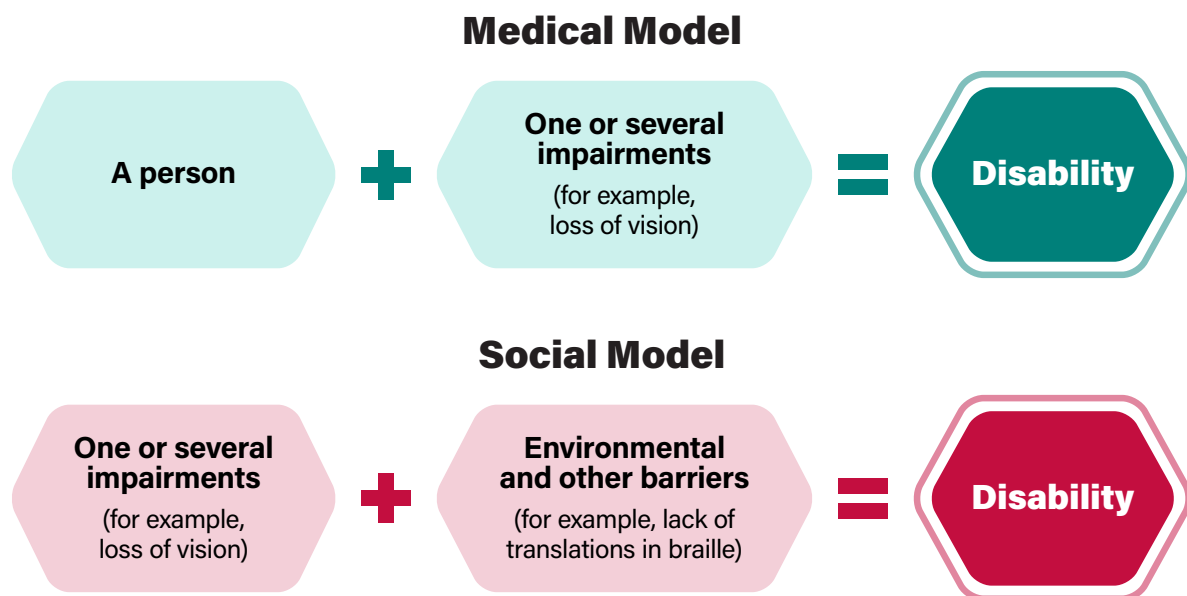 Medical Model
A person
+
One or several
impairments
(for example,
loss of vision)
=
Disability
Social Model
One or several
impairments
(for example,
loss of vision)
+
Environmental
and other barriers
(for example, lack of
translations in braille)
=
Disability